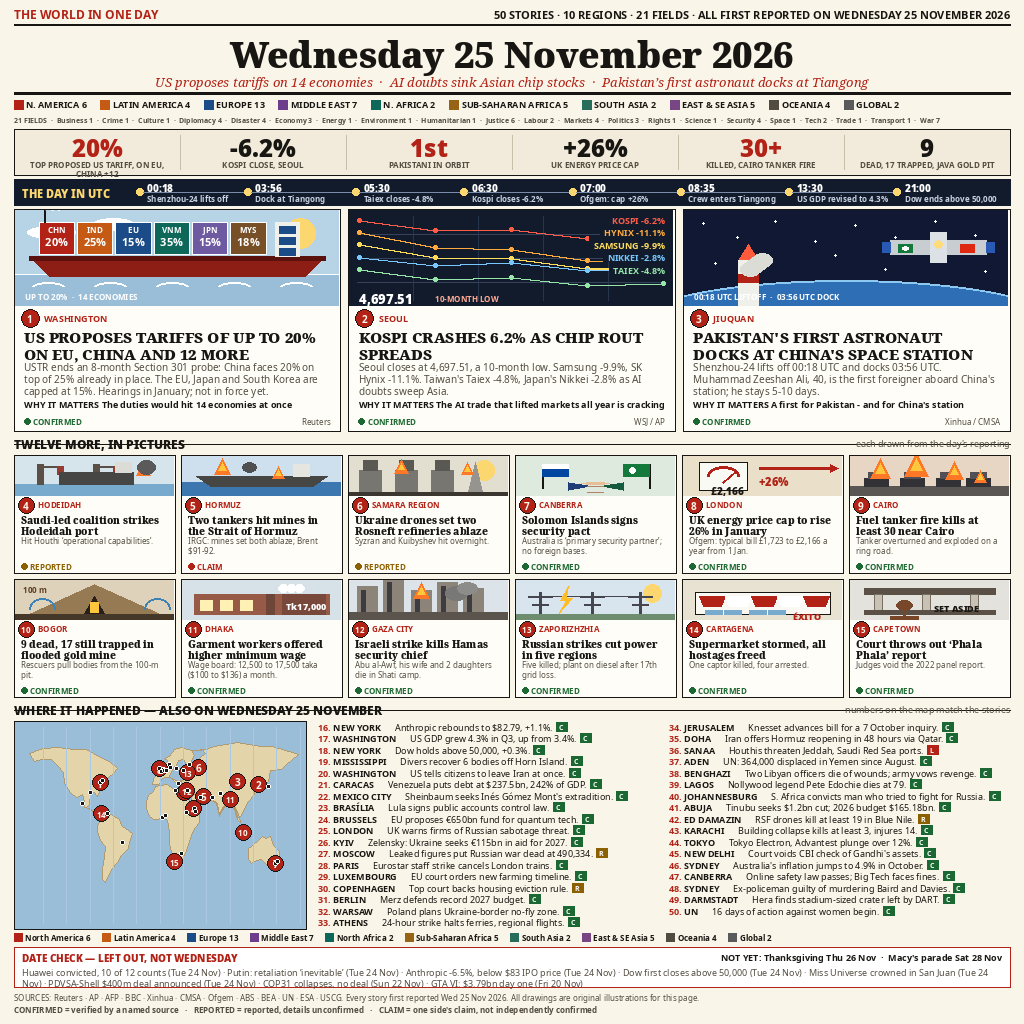 THE WORLD IN ONE DAY
50 STORIES · 10 REGIONS · 21 FIELDS · ALL FIRST REPORTED ON WEDNESDAY 25 NOVEMBER 2026
Wednesday 25 November 2026
US proposes tariffs on 14 economies · AI doubts sink Asian chip stocks · Pakistan's first astronaut docks at Tiangong
N. AMERICA 6 LATIN AMERICA 4 EUROPE 13 MIDDLE EAST 7 N. AFRICA 2 SUB-SAHARAN AFRICA 5 SOUTH ASIA 2 EAST & SE ASIA 5 OCEANIA 4 GLOBAL 2
21 FIELDS · Business 1 · Crime 1 · Culture 1 · Diplomacy 4 · Disaster 4 · Economy 3 · Energy 1 · Environment 1 · Humanitarian 1 · Justice 6 · Labour 2 · Markets 4 · Politics 3 · Rights 1 · Science 1 · Security 4 · Space 1 · Tech 2 · Trade 1 · Transport 1 · War 7
20%
TOP PROPOSED US TARIFF, ON EU,
CHINA +12
-6.2%
KOSPI CLOSE, SEOUL
1st
PAKISTANI IN ORBIT
+26%
UK ENERGY PRICE CAP
30+
KILLED, CAIRO TANKER FIRE
9
DEAD, 17 TRAPPED, JAVA GOLD PIT
THE DAY IN UTC
00:18
Shenzhou-24 lifts off
03:56
Dock at Tiangong
05:30
Taiex closes -4.8%
06:30
Kospi closes -6.2%
07:00
Ofgem: cap +26%
08:35
Crew enters Tiangong
13:30
US GDP revised to 4.3%
21:00
Dow ends above 50,000
CHN 20%
IND 25%
EU 15%
VNM 35%
JPN 15%
MYS 18%
UP TO 20% · 14 ECONOMIES
1 WASHINGTON
US PROPOSES TARIFFS OF UP TO 20%
ON EU, CHINA AND 12 MORE
USTR ends an 8-month Section 301 probe: China faces 20% on
top of 25% already in place. The EU, Japan and South Korea are
capped at 15%. Hearings in January; not in force yet.
WHY IT MATTERS The duties would hit 14 economies at once
CONFIRMED
Reuters
KOSPI -6.2%
HYNIX -11.1%
SAMSUNG -9.9%
NIKKEI -2.8%
TAIEX -4.8%
4,697.51 10-MONTH LOW
2 SEOUL
KOSPI CRASHES 6.2% AS CHIP ROUT
SPREADS
Seoul closes at 4,697.51, a 10-month low. Samsung -9.9%, SK
Hynix -11.1%. Taiwan's Taiex -4.8%, Japan's Nikkei -2.8% as AI
doubts sweep Asia.
WHY IT MATTERS The AI trade that lifted markets all year is cracking
CONFIRMED
WSJ / AP
00:18 UTC LIFTOFF · 03:56 UTC DOCK
3 JIUQUAN
PAKISTAN'S FIRST ASTRONAUT
DOCKS AT CHINA'S SPACE STATION
Shenzhou-24 lifts off 00:18 UTC and docks 03:56 UTC.
Muhammad Zeeshan Ali, 40, is the first foreigner aboard China's
station; he stays 5-10 days.
WHY IT MATTERS A first for Pakistan - and for China's station
CONFIRMED
Xinhua / CMSA
TWELVE MORE, IN PICTURES
each drawn from the day's reporting
4 HODEIDAH
Saudi-led coalition strikes
Hodeidah port
Hit Houthi 'operational capabilities'.
REPORTED
5 HORMUZ
Two tankers hit mines in
the Strait of Hormuz
IRGC: mines set both ablaze, Brent
$91-92.
CLAIM
6 SAMARA REGION
Ukraine drones set two
Rosneft refineries ablaze
Syzran and Kuibyshev hit overnight.
REPORTED
7 CANBERRA
Solomon Islands signs
security pact
Australia is 'primary security partner';
no foreign bases.
CONFIRMED
£2,166
+26%
8 LONDON
UK energy price cap to rise
26% in January
Ofgem: typical bill £1,723 to £2,166 a
year from 1 Jan.
CONFIRMED
9 CAIRO
Fuel tanker fire kills at
least 30 near Cairo
Tanker overturned and exploded on a
ring road.
CONFIRMED
100 m
10 BOGOR
9 dead, 17 still trapped in
flooded gold mine
Rescuers pull bodies from the 100-m
pit.
CONFIRMED
Tk17,000
11 DHAKA
Garment workers offered
higher minimum wage
Wage board: 12,500 to 17,500 taka
($100 to $136) a month.
CONFIRMED
12 GAZA CITY
Israeli strike kills Hamas
security chief
Abu al-Awf, his wife and 2 daughters
die in Shati camp.
CONFIRMED
13 ZAPORIZHZHIA
Russian strikes cut power
in five regions
Five killed; plant on diesel after 17th
grid loss.
CONFIRMED
ÉXITO
14 CARTAGENA
Supermarket stormed, all
hostages freed
One captor killed, four arrested.
CONFIRMED
SET ASIDE
15 CAPE TOWN
Court throws out 'Phala
Phala' report
Judges void the 2022 panel report.
CONFIRMED
WHERE IT HAPPENED — ALSO ON WEDNESDAY 25 NOVEMBER
numbers on the map match the stories
16. NEW YORK Anthropic rebounds to $82.79, +1.1%. C
17. WASHINGTON US GDP grew 4.3% in Q3, up from 3.4%. C
18. NEW YORK Dow holds above 50,000, +0.3%. C
19. MISSISSIPPI Divers recover 6 bodies off Horn Island. C
20. WASHINGTON US tells citizens to leave Iran at once. C
21. CARACAS Venezuela puts debt at $237.5bn, 242% of GDP. C
22. MEXICO CITY Sheinbaum seeks Inés Gómez Mont's extradition. C
23. BRASÍLIA Lula signs public accounts control law. C
24. BRUSSELS EU proposes €650bn fund for quantum tech. C
25. LONDON UK warns firms of Russian sabotage threat. C
26. KYIV Zelensky: Ukraine seeks €115bn in aid for 2027. C
27. MOSCOW Leaked figures put Russian war dead at 490,334. R
28. PARIS Eurostar staff strike cancels London trains. C
29. LUXEMBOURG EU court orders new farming timeline. C
30. COPENHAGEN Top court backs housing eviction rule. R
31. BERLIN Merz defends record 2027 budget. C
32. WARSAW Poland plans Ukraine-border no-fly zone. C
33. ATHENS 24-hour strike halts ferries, regional flights. C
34. JERUSALEM Knesset advances bill for a 7 October inquiry. C
35. DOHA Iran offers Hormuz reopening in 48 hours via Qatar. C
36. SANAA Houthis threaten Jeddah, Saudi Red Sea ports. L
37. ADEN UN: 364,000 displaced in Yemen since August. C
38. BENGHAZI Two Libyan officers die of wounds; army vows revenge. C
39. LAGOS Nollywood legend Pete Edochie dies at 79. C
40. JOHANNESBURG S. Africa convicts man who tried to fight for Russia. C
41. ABUJA Tinubu seeks $1.2bn cut; 2026 budget $165.18bn. C
42. ED DAMAZIN RSF drones kill at least 19 in Blue Nile. R
43. KARACHI Building collapse kills at least 3, injures 14. C
44. TOKYO Tokyo Electron, Advantest plunge over 12%. C
45. NEW DELHI Court voids CBI check of Gandhi's assets. C
46. SYDNEY Australia's inflation jumps to 4.9% in October. C
47. CANBERRA Online safety law passes; Big Tech faces fines. C
48. SYDNEY Ex-policeman guilty of murdering Baird and Davies. C
49. DARMSTADT Hera finds stadium-sized crater left by DART. C
50. UN 16 days of action against women begin. C
North America 6 Latin America 4 Europe 13 Middle East 7 North Africa 2 Sub-Saharan Africa 5 South Asia 2 East & SE Asia 5 Oceania 4 Global 2
DATE CHECK — LEFT OUT, NOT WEDNESDAY
NOT YET: Thanksgiving Thu 26 Nov · Macy's parade Sat 28 Nov
Huawei convicted, 10 of 12 counts (Tue 24 Nov) · Putin: retaliation 'inevitable' (Tue 24 Nov) · Anthropic -6.5%, below $83 IPO price (Tue 24 Nov) · Dow first closes above 50,000 (Tue 24 Nov) · Miss Universe crowned in San Juan (Tue 24
Nov) · PDVSA-Shell $400m deal announced (Tue 24 Nov) · COP31 collapses, no deal (Sun 22 Nov) · GTA VI: $3.79bn day one (Fri 20 Nov)
SOURCES: Reuters · AP · AFP · BBC · Xinhua · CMSA · Ofgem · ABS · BEA · UN · ESA · USCG. Every story first reported Wed 25 Nov 2026. All drawings are original illustrations for this page.
CONFIRMED = verified by a named source · REPORTED = reported, details unconfirmed · CLAIM = one side's claim, not independently confirmed